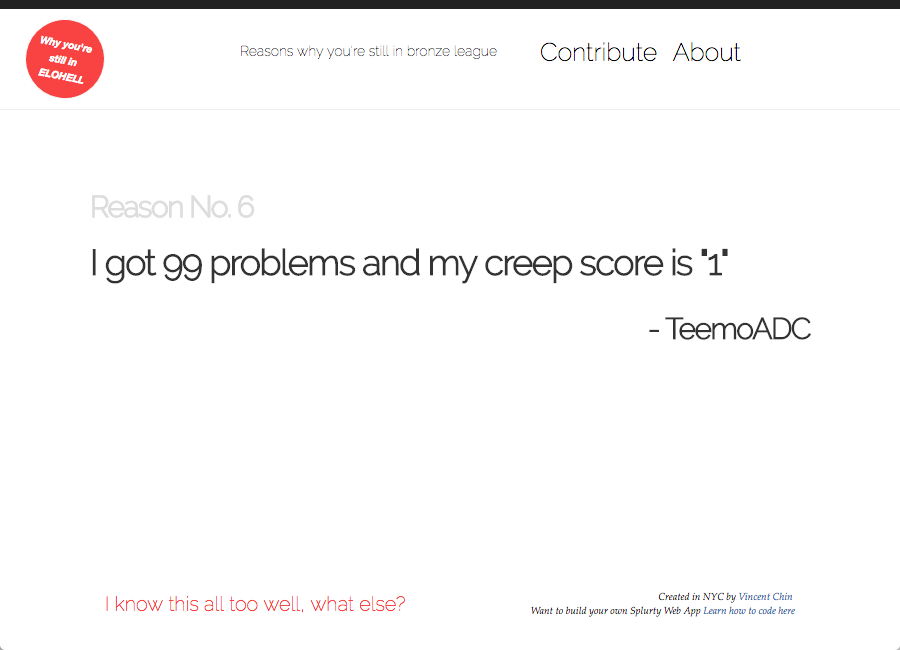 Why you're
still in
ELOHELL
Reasons why you're still in bronze league
Contribute About
Reason No. 6
I got 99 problems and my creep score is "1"
- TeemoADC
I know this all too well, what else?
Created in NYC by Vincent Chin
Want to build your own Splurty Web App Learn how to code here